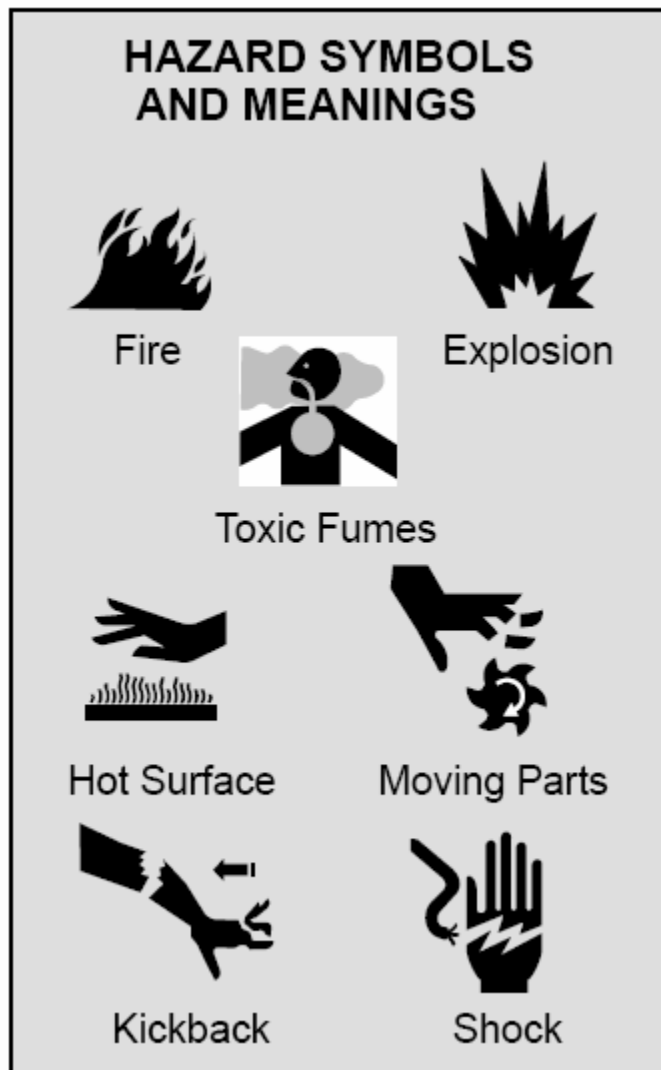 HAZARD SYMBOLS
AND MEANINGS
Fire
Explosion
Toxic Fumes
Hot Surface
Moving Parts
Kickback
Shock